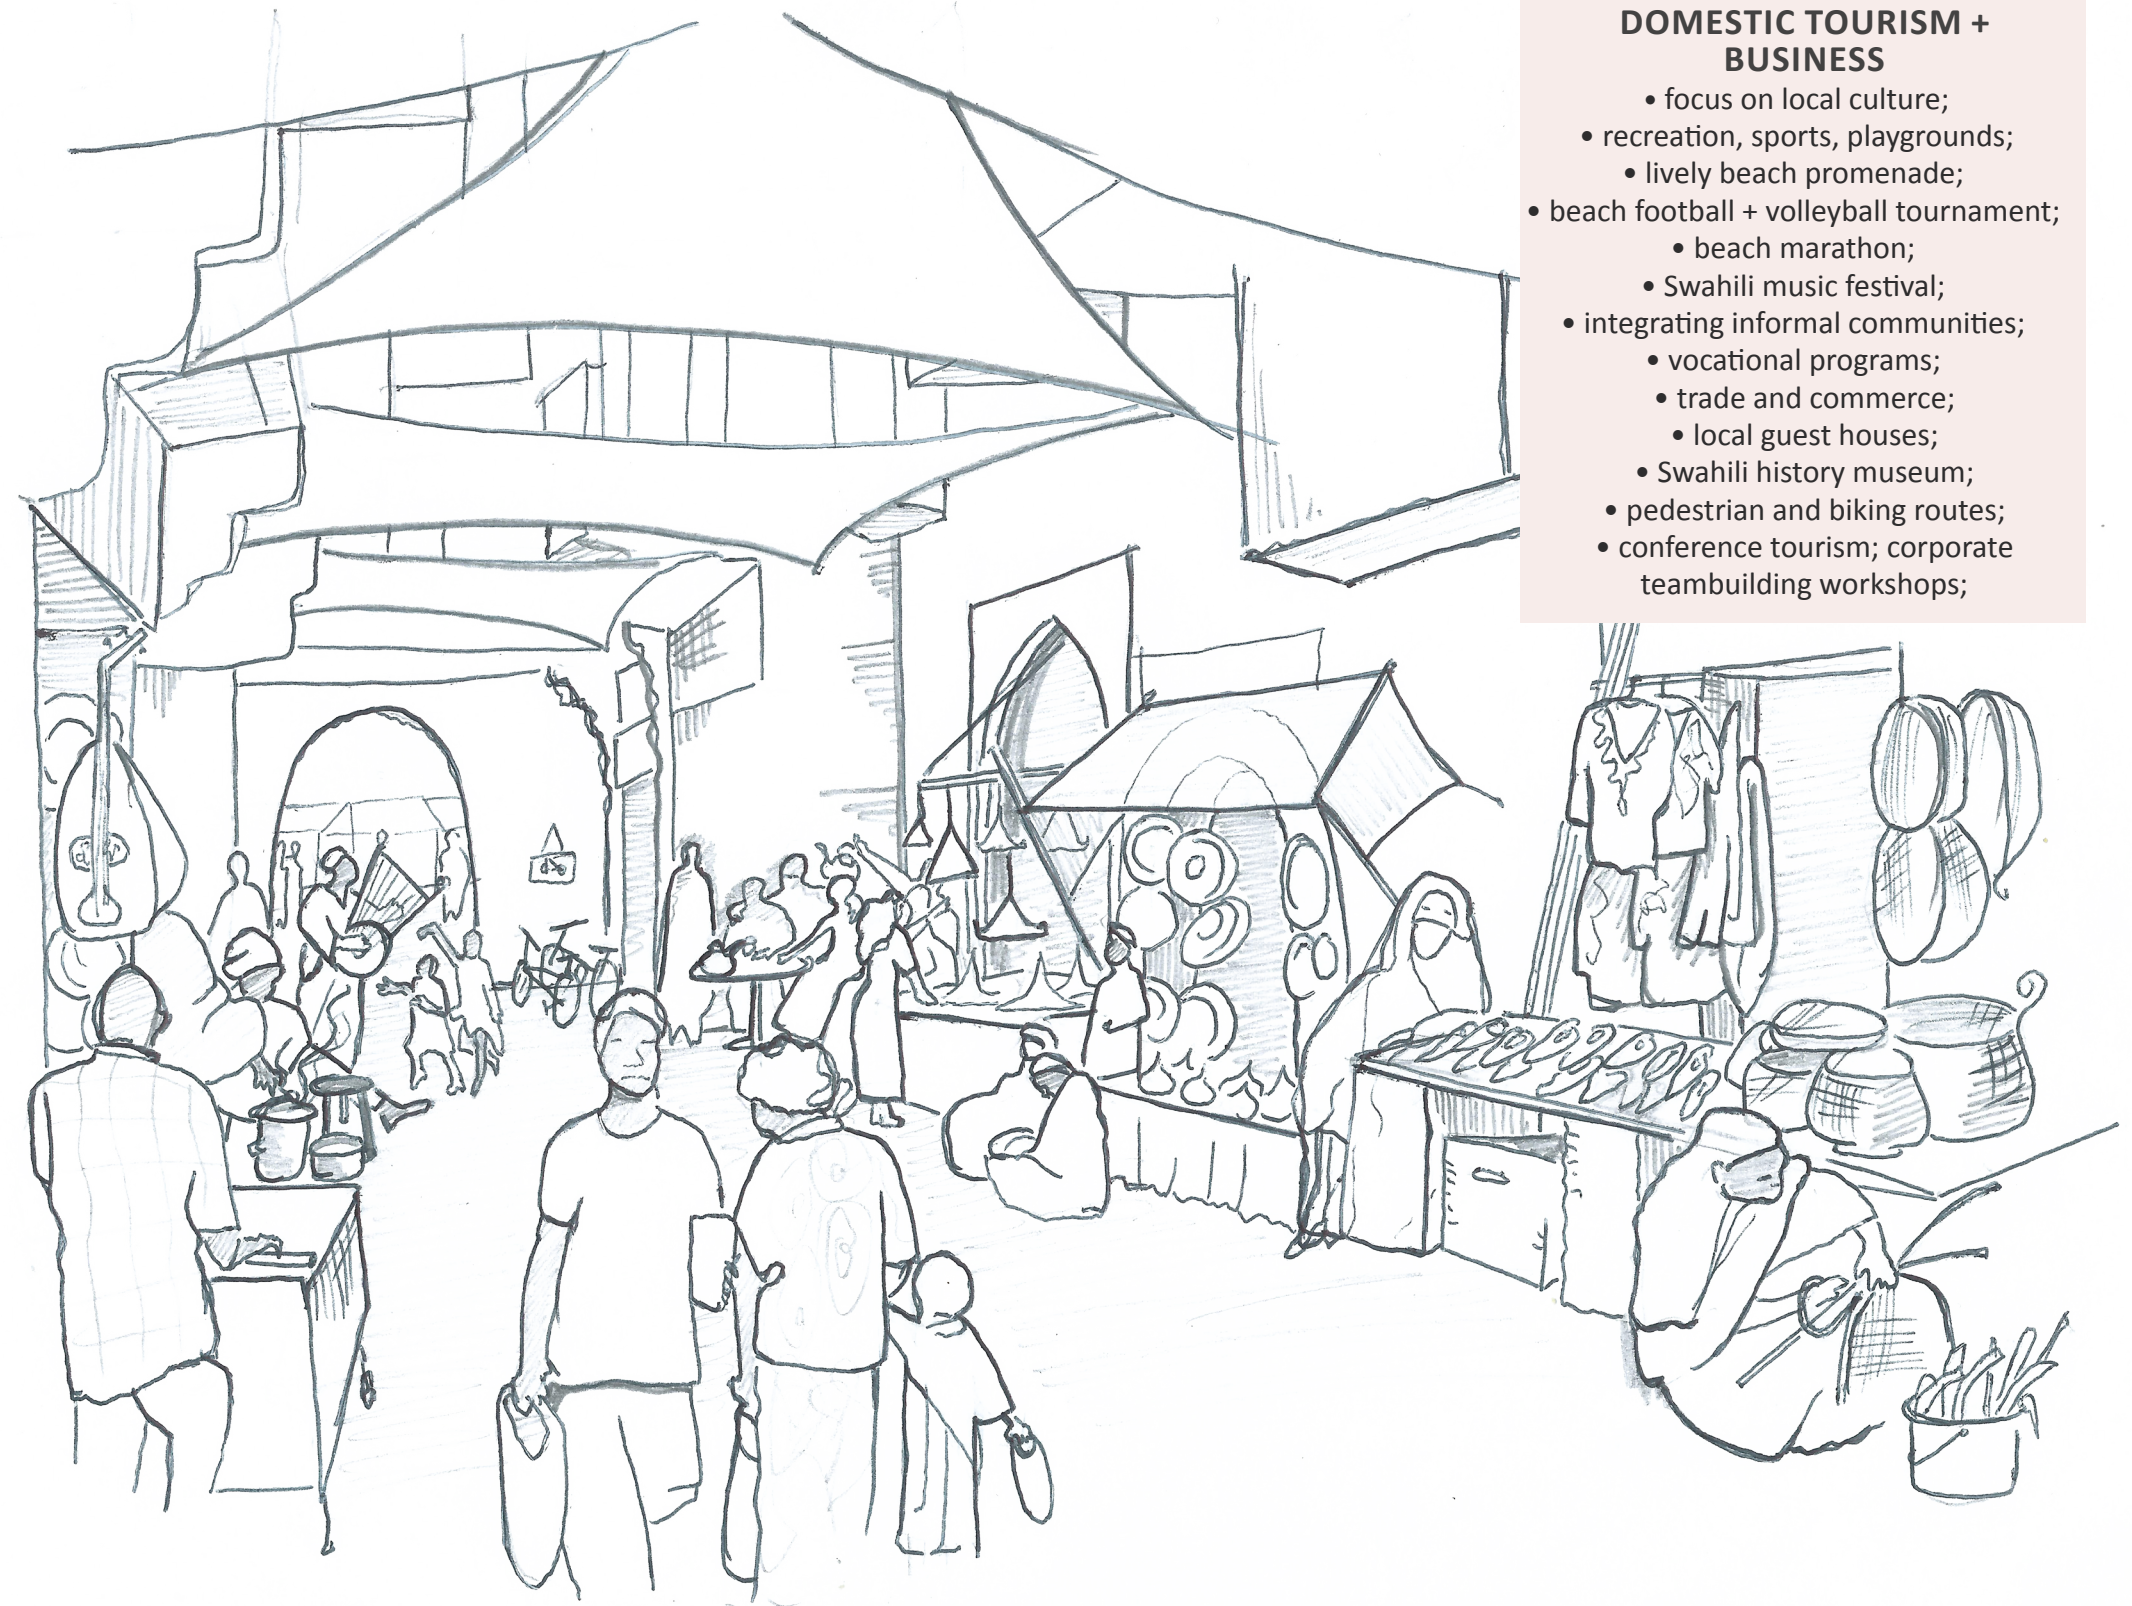 DOMESTIC TOURISM +
BUSINESS
• focus on local culture;
• recreation, sports, playgrounds;
• lively beach promenade;
• beach football + volleyball tournament;
• beach marathon;
• Swahili music festival;
• integrating informal communities;
• vocational programs;
• trade and commerce;
• local guest houses;
• Swahili history museum;
• pedestrian and biking routes;
• conference tourism; corporate
teambuilding workshops;